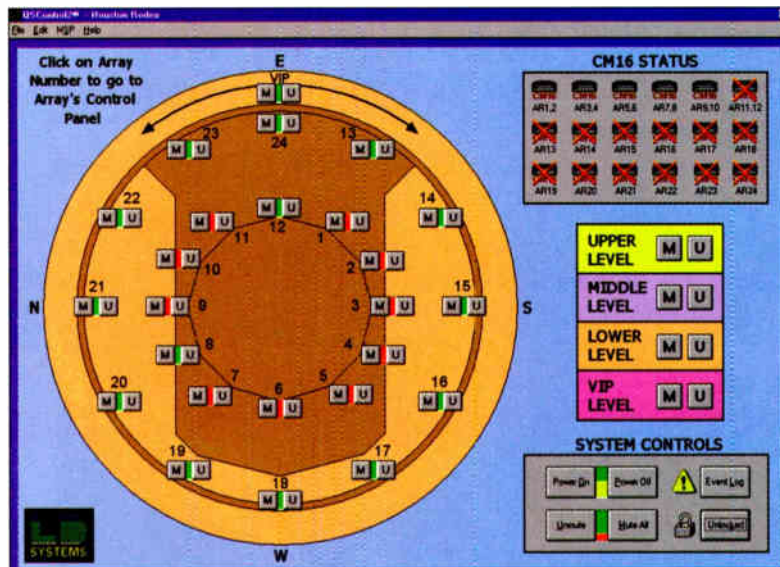 QSControl2® - Houston Rodeo
File Edit MSP Help
Click on Array
Number to go to
Array's Control
Panel
E
VIP
M U
24
M U
23
M U
13
M U
22
M U
14
M U
12
M U
11
M U
1
M U
10
M U
2
M U
21
M U
9
M U
3
M U
15
M U
N
S
8
M U
4
M U
7
M U
5
M U
6
M U
20
M U
16
M U
19
M U
17
M U
18
M U
W
LD
SYSTEMS
CM16 STATUS
AR1,2 AR3,4 AR5,6 AR7,8 AR9,10 AR11,12
AR13 AR14 AR15 AR16 AR17 AR18
AR19 AR20 AR21 AR22 AR23 AR24
UPPER
LEVEL
M U
MIDDLE
LEVEL
M U
LOWER
LEVEL
M U
VIP
LEVEL
M U
SYSTEM CONTROLS
Power On Power Off Event Log
Unmute Mute All Unlocked